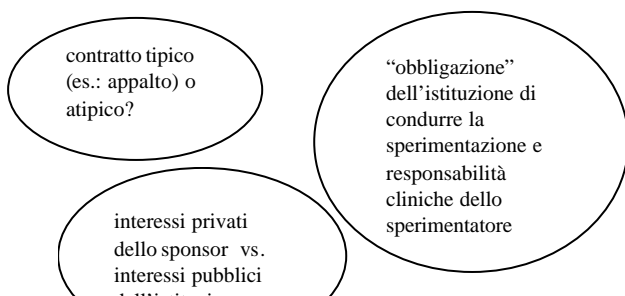 contratto tipico
(es.: appalto) o
atipico?
“obbligazione”
dell'istituzione di
condurre la
sperimentazione e
responsabilità
cliniche dello
sperimentatore
interessi privati
dello sponsor vs.
interessi pubblici